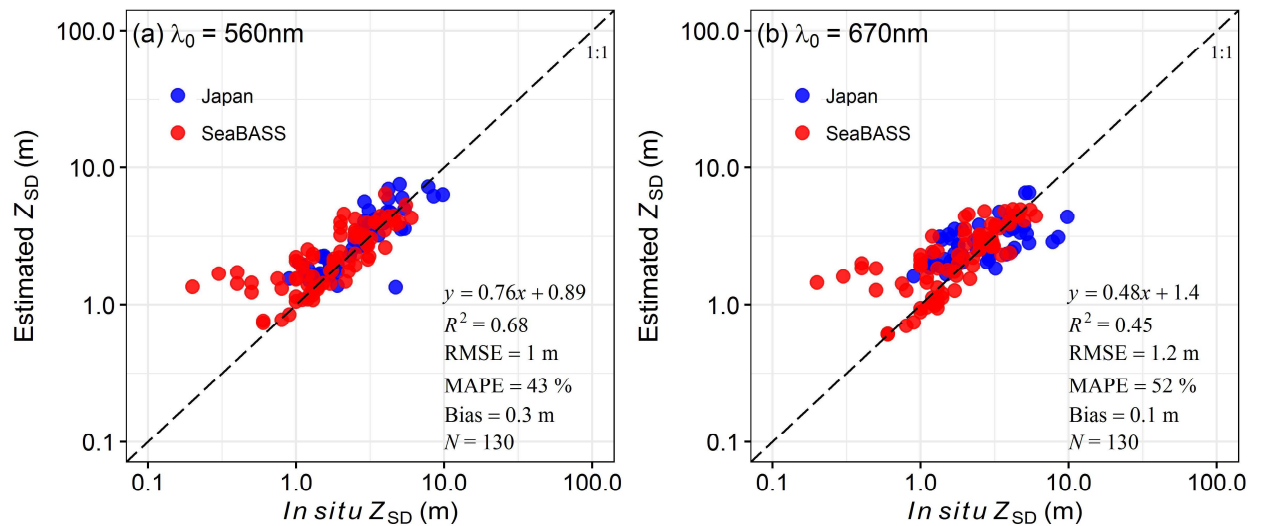 (a) λ₀ = 560nm
100.0
10.0
1.0
0.1
Estimated Z_SD (m)
1:1
Japan
SeaBASS
y = 0.76x + 0.89
R² = 0.68
RMSE = 1 m
MAPE = 43 %
Bias = 0.3 m
N = 130
0.1 1.0 10.0 100.0
In situ Z_SD (m)
(b) λ₀ = 670nm
100.0
10.0
1.0
0.1
Estimated Z_SD (m)
1:1
Japan
SeaBASS
y = 0.48x + 1.4
R² = 0.45
RMSE = 1.2 m
MAPE = 52 %
Bias = 0.1 m
N = 130
0.1 1.0 10.0 100.0
In situ Z_SD (m)